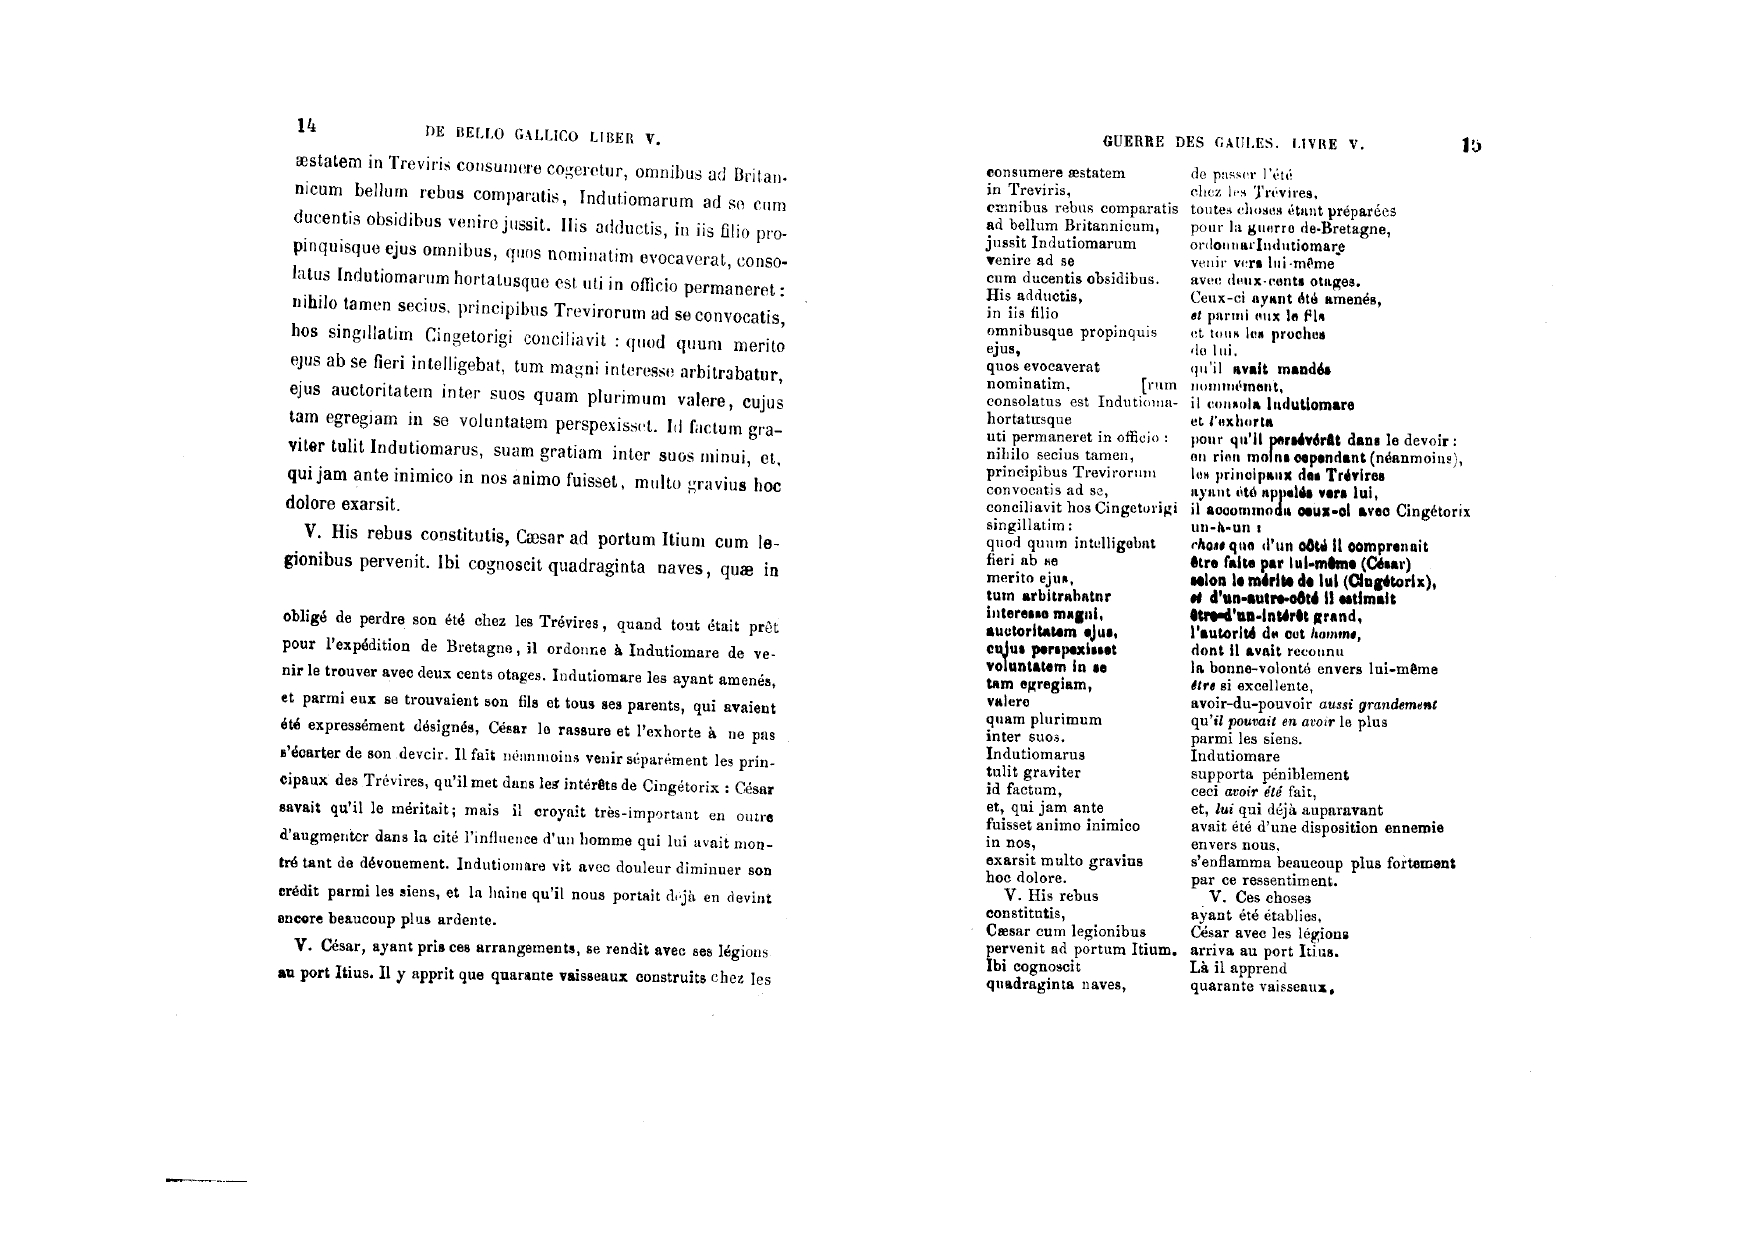 14
DE BELLO GALLICO LIBER V.
æstatem in Treviris consumere cogeretur, omnibus ad Britan-
nicum bellum rebus comparatis, Indutiomarum ad se cum
ducentis obsidibus venire jussit. His adductis, in iis filio pro-
pinquisque ejus omnibus, quos nominatim evocaverat, conso-
latus Indutiomarum hortatusque est uti in officio permaneret :
nihilo tamen secius, principibus Trevirorum ad se convocatis,
hos singillatim Cingetorigi conciliavit : quod quum merito
ejus ab se fieri intelligebat, tum magni interesse arbitrabatur,
ejus auctoritatem inter suos quam plurimum valere, cujus
tam egregiam in se voluntatem perspexisset. Id factum gra-
viter tulit Indutiomarus, suam gratiam inter suos minui, et,
qui jam ante inimico in nos animo fuisset, multo gravius hoc
dolore exarsit.
V. His rebus constitutis, Cæsar ad portum Itium cum le-
gionibus pervenit. Ibi cognoscit quadraginta naves, quæ in
obligé de perdre son été chez les Trévires, quand tout était prêt
pour l'expédition de Bretagne, il ordonne à Indutiomare de ve-
nir le trouver avec deux cents otages. Indutiomare les ayant amenés,
et parmi eux se trouvaient son fils et tous ses parents, qui avaient
été expressément désignés, César le rassure et l'exhorte à ne pas
s'écarter de son devoir. Il fait néanmoins venir séparément les prin-
cipaux des Trévires, qu'il met dans les intérêts de Cingétorix : César
savait qu'il le méritait; mais il croyait très-important en outre
d'augmenter dans la cité l'influence d'un homme qui lui avait mon-
tré tant de dévouement. Indutiomare vit avec douleur diminuer son
crédit parmi les siens, et la haine qu'il nous portait déjà en devint
encore beaucoup plus ardente.
V. César, ayant pris ces arrangements, se rendit avec ses légions
au port Itius. Il y apprit que quarante vaisseaux construits chez les
GUERRE DES GAULES. LIVRE V.
15
consumere æstatem
in Treviris,
omnibus rebus comparatis
ad bellum Britannicum,
jussit Indutiomarum
venire ad se
cum ducentis obsidibus.
His adductis,
in iis filio
omnibusque propinquis
ejus,
quos evocaverat
nominatim, [rum
consolatus est Indutioma-
hortatusque
uti permaneret in officio :
nihilo secius tamen,
principibus Trevirorum
convocatis ad se,
conciliavit hos Cingetorigi
singillatim :
quod quum intelligebat
fieri ab se
merito ejus,
tum arbitrabatur
interesse magni,
auctoritatem ejus,
cujus perspexisset
voluntatem in se
tam egregiam,
valere
quam plurimum
inter suos.
Indutiomarus
tulit graviter
id factum,
et, qui jam ante
fuisset animo inimico
in nos,
exarsit multo gravius
hoc dolore.
V. His rebus
constitutis,
Cæsar cum legionibus
pervenit ad portum Itium.
Ibi cognoscit
quadraginta naves,
de passer l'été
chez les Trévires,
toutes choses étant préparées
pour la guerre de-Bretagne,
ordonna Indutiomare
venir vers lui-même
avec deux-cents otages.
Ceux-ci ayant été amenés,
et parmi eux le fils
et tous les proches
de lui,
qu'il avait mandés
nommément,
il consola Indutiomare
et l'exhorta
pour qu'il persévérât dans le devoir :
en rien moins cependant (néanmoins),
les principaux des Trévires
ayant été appelés vers lui,
il accommoda ceux-ci avec Cingétorix
un-à-un :
chose que d'un côté il comprenait
être faite par lui-même (César)
selon le mérite de lui (Cingétorix),
et d'un-autre-côté il estimait
être-d'un-intérêt grand,
l'autorité de cet homme,
dont il avait reconnu
la bonne-volonté envers lui-même
être si excellente,
avoir-du-pouvoir aussi grandement
qu'il pouvait en avoir le plus
parmi les siens.
Indutiomare
supporta péniblement
ceci avoir été fait,
et, lui qui déjà auparavant
avait été d'une disposition ennemie
envers nous,
s'enflamma beaucoup plus fortement
par ce ressentiment.
V. Ces choses
ayant été établies,
César avec les légions
arriva au port Itius.
Là il apprend
quarante vaisseaux,